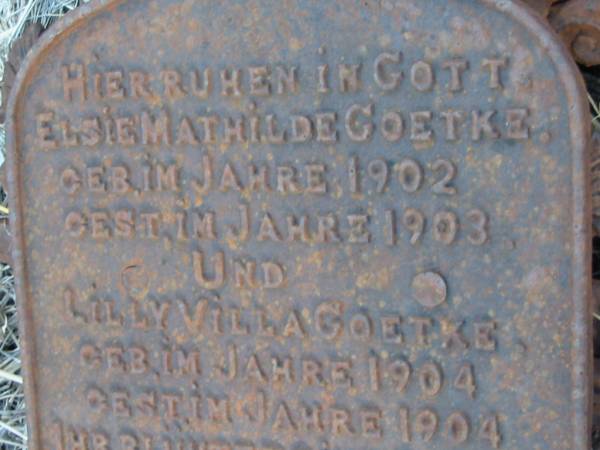 HIER RUHEN IN GOTT
ELSIE MATHILDE GOETKE.
GEB. IM JAHRE 1902
GEST. IM JAHRE 1903.
UND
LILLY VILLA GOETKE.
GEB. IM JAHRE 1904
GEST. IM JAHRE 1904
IHR